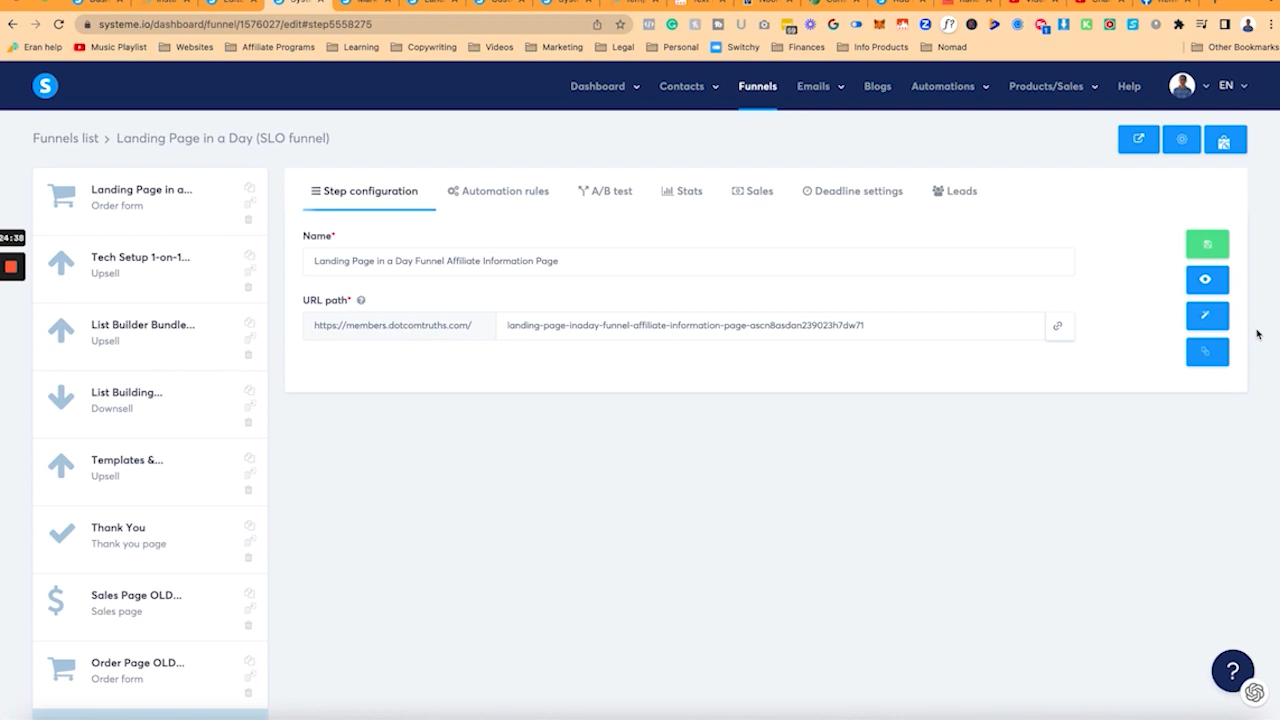 systeme.io/dashboard/funnel/1576027/edit#step5558275
Eran help
Music Playlist
Websites
Affiliate Programs
Learning
Copywriting
Videos
Marketing
Legal
Personal
Switchy
Finances
Info Products
Nomad
Other Bookmarks
S
Dashboard
Contacts
Funnels
Emails
Blogs
Automations
Products/Sales
Help
EN
Funnels list > Landing Page in a Day (SLO funnel)
Landing Page in a...
Order form
Tech Setup 1-on-1...
Upsell
List Builder Bundle...
Upsell
List Building...
Downsell
Templates &...
Upsell
Thank You
Thank you page
Sales Page OLD...
Sales page
Order Page OLD...
Order form
24:38
Step configuration
Automation rules
A/B test
Stats
Sales
Deadline settings
Leads
Name*
Landing Page in a Day Funnel Affiliate Information Page
URL path*
https://members.dotcomtruths.com/
landing-page-inaday-funnel-affiliate-information-page-ascn8asdan239023h7dw71
?